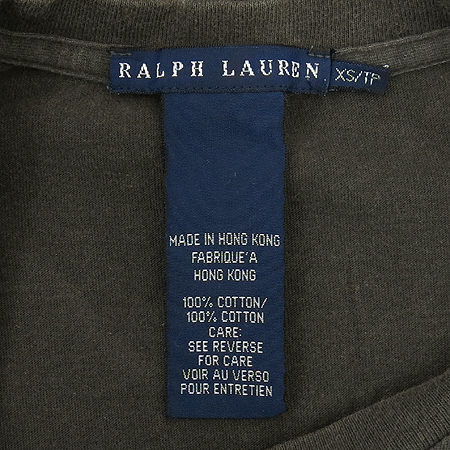 RALPH LAUREN XS/TP
MADE IN HONG KONG
FABRIQUE'A
HONG KONG
100% COTTON/
100% COTTON
CARE:
SEE REVERSE
FOR CARE
VOIR AU VERSO
POUR ENTRETIEN